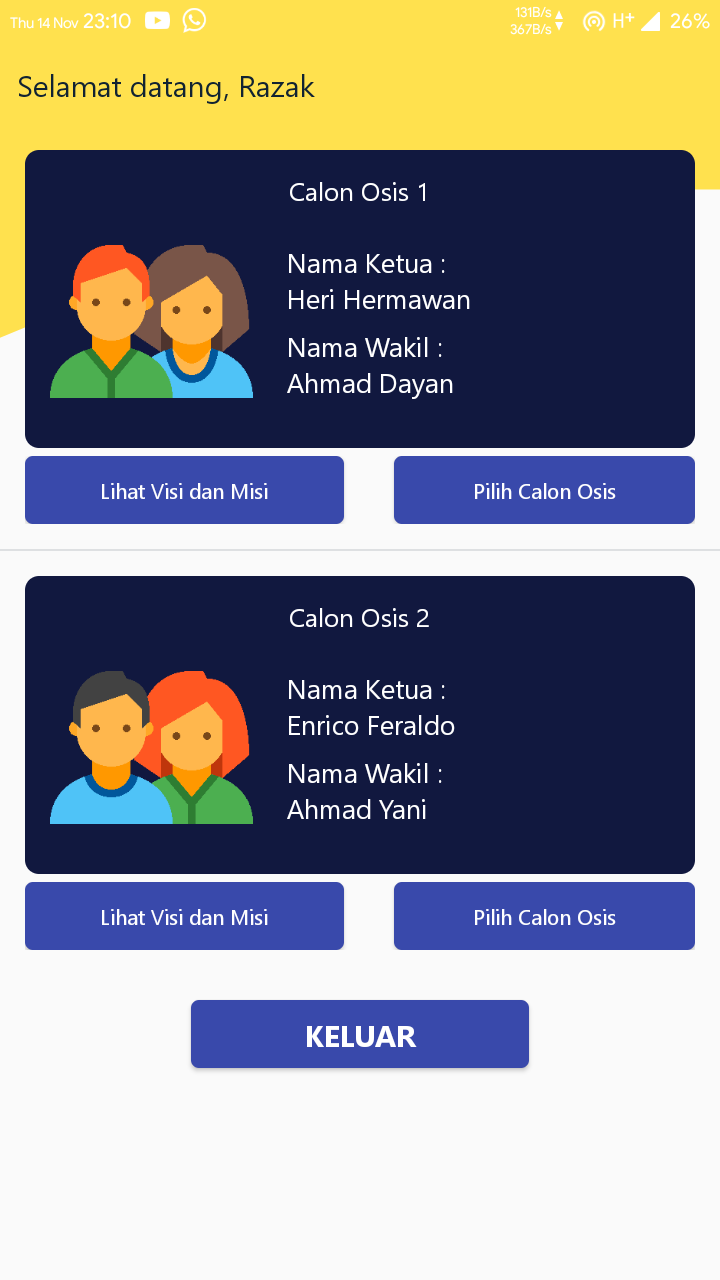 Thu 14 Nov 23:10 131B/s 367B/s H+ 26%
Selamat datang, Razak
Calon Osis 1
Nama Ketua :
Heri Hermawan
Nama Wakil :
Ahmad Dayan
Lihat Visi dan Misi Pilih Calon Osis
Calon Osis 2
Nama Ketua :
Enrico Feraldo
Nama Wakil :
Ahmad Yani
Lihat Visi dan Misi Pilih Calon Osis
KELUAR